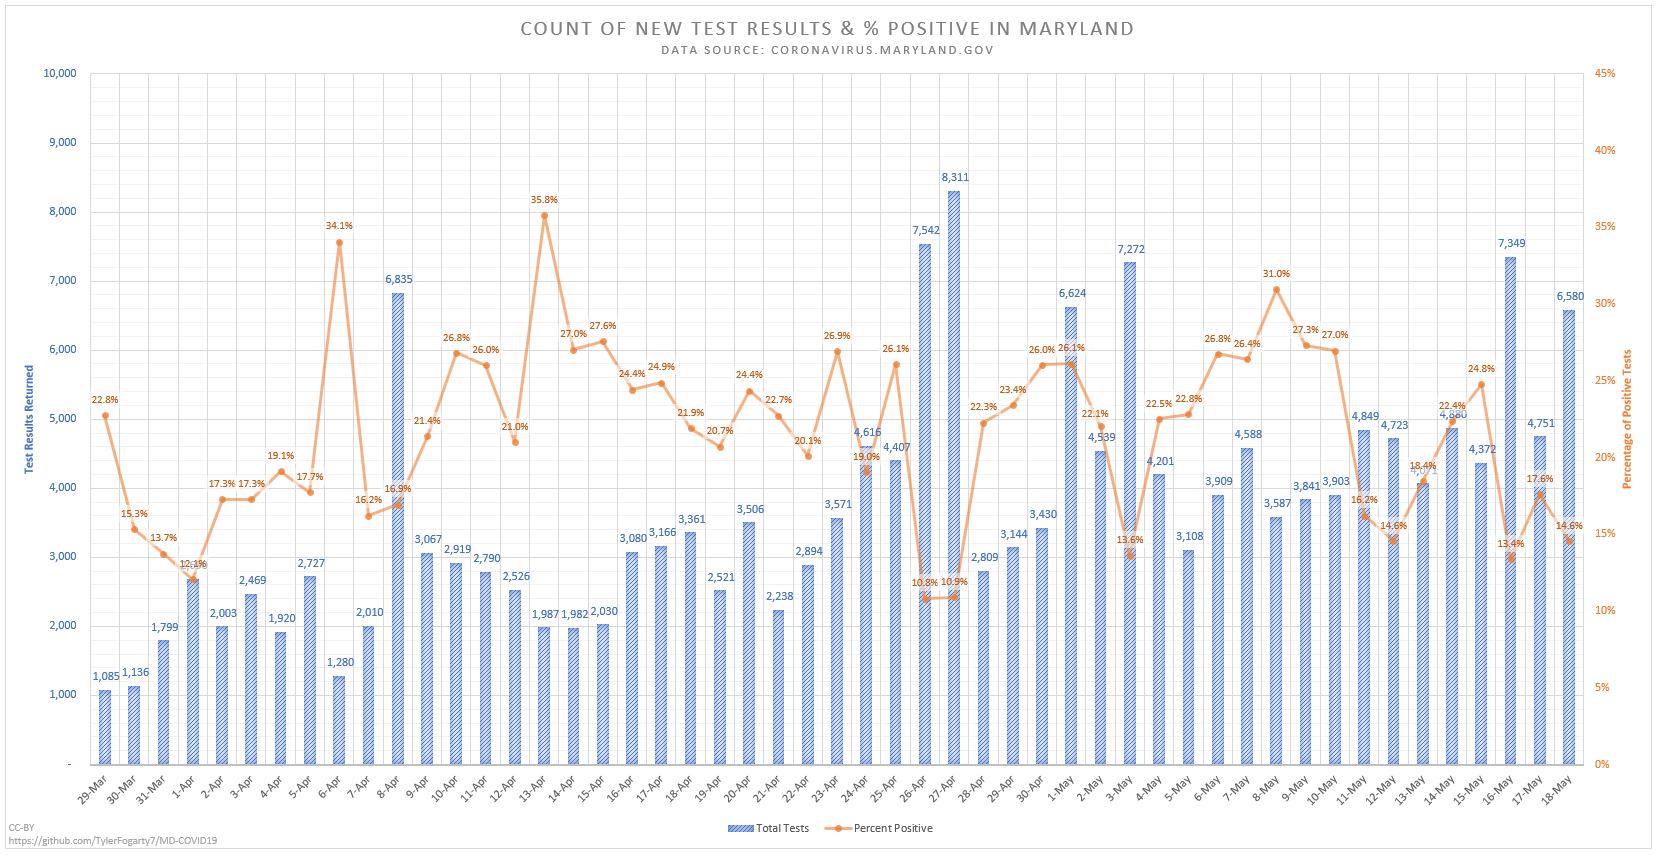 COUNT OF NEW TEST RESULTS & % POSITIVE IN MARYLAND
DATA SOURCE: CORONAVIRUS.MARYLAND.GOV
10,000
9,000
8,000
7,000
6,000
5,000
4,000
3,000
2,000
1,000
-
Test Results Returned
45%
40%
35%
30%
25%
20%
15%
10%
5%
0%
Percentage of Positive Tests
22.8% 15.3% 13.7% 12.1% 17.3% 17.3% 19.1% 17.7% 34.1% 16.2% 16.9% 21.4% 26.8% 26.0% 21.0% 35.8% 27.0% 27.6% 24.4% 24.9% 21.9% 20.7% 24.4% 22.7% 20.1% 26.9% 19.0% 26.1% 10.8% 10.9% 22.3% 23.4% 26.0% 26.1% 22.1% 13.6% 22.5% 22.8% 26.8% 26.4% 31.0% 27.3% 27.0% 16.2% 14.6% 18.4% 22.4% 24.8% 13.4% 17.6% 14.6%
1,085 1,136 1,799 2,003 2,469 1,920 2,727 1,280 2,010 6,835 3,067 2,919 2,790 2,526 1,987 1,982 2,030 3,080 3,166 3,361 2,521 3,506 2,238 2,894 3,571 4,616 4,407 7,542 8,311 2,809 3,144 3,430 6,624 4,539 7,272 4,201 3,108 3,909 4,588 3,587 3,841 3,903 4,849 4,723 4,880 4,372 7,349 4,751 6,580
29-Mar 30-Mar 31-Mar 1-Apr 2-Apr 3-Apr 4-Apr 5-Apr 6-Apr 7-Apr 8-Apr 9-Apr 10-Apr 11-Apr 12-Apr 13-Apr 14-Apr 15-Apr 16-Apr 17-Apr 18-Apr 19-Apr 20-Apr 21-Apr 22-Apr 23-Apr 24-Apr 25-Apr 26-Apr 27-Apr 28-Apr 29-Apr 30-Apr 1-May 2-May 3-May 4-May 5-May 6-May 7-May 8-May 9-May 10-May 11-May 12-May 13-May 14-May 15-May 16-May 17-May 18-May
Total Tests Percent Positive
CC-BY
https://github.com/TylerFogarty7/MD-COVID19